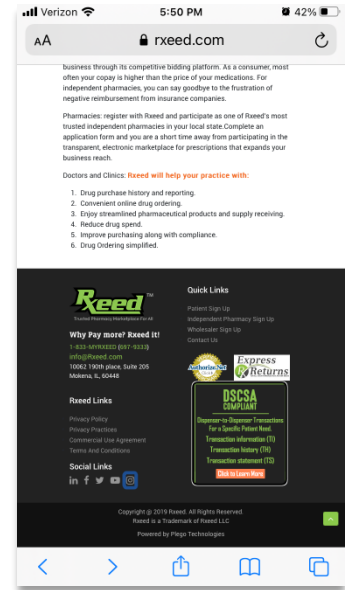 Verizon 5:50 PM 42%
AA rxeed.com
business through its competitive bidding platform. As a consumer, most
often your copay is higher than the price of your medications. For
independent pharmacies, you can say goodbye to the frustration of
negative reimbursement from insurance companies.
Pharmacies: register with Rxeed and participate as one of Rxeed's most
trusted independent pharmacies in your local state.Complete an
application form and you are a short time away from participating in the
transparent, electronic marketplace for prescriptions that expands your
business reach.
Doctors and Clinics: Rxeed will help your practice with:
1. Drug purchase history and reporting.
2. Convenient online drug ordering.
3. Enjoy streamlined pharmaceutical products and supply receiving.
4. Reduce drug spend.
5. Improve purchasing along with compliance.
6. Drug Ordering simplified.
Rxeed TM
Trusted Pharmacy Marketplace For All
Why Pay more? Rxeed it!
1-833-MYRXEED (697-9333)
info@Rxeed.com
10062 190th place, Suite 205
Mokena, IL, 60448
Rxeed Links
Privacy Policy
Privacy Practices
Commercial Use Agreement
Terms And Conditions
Social Links
in f
Quick Links
Patient Sign Up
Independent Pharmacy Sign Up
Wholesaler Sign Up
Contact Us
Authorize.Net
Express
Returns
DSCSA
COMPLIANT
Dispenser-to-Dispenser Transactions
For a Specific Patient Need.
Transaction information (TI)
Transaction history (TH)
Transaction statement (TS)
Click to Learn More
Copyright @ 2019 Rxeed. All Rights Reserved.
Rxeed is a Trademark of Rxeed LLC
Powered by Plego Technologies